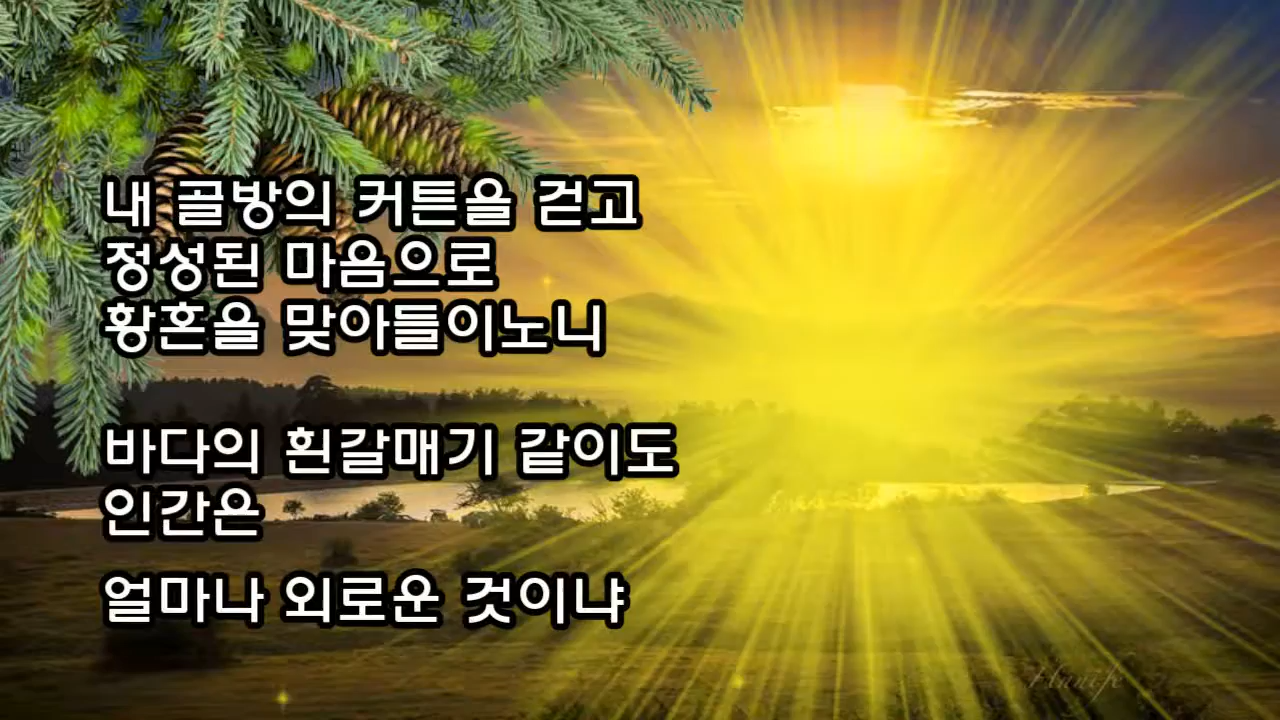 내 골방의 커튼을 걷고
정성된 마음으로
황혼을 맞아들이노니
바다의 흰갈매기 같이도
인간은
얼마나 외로운 것이냐